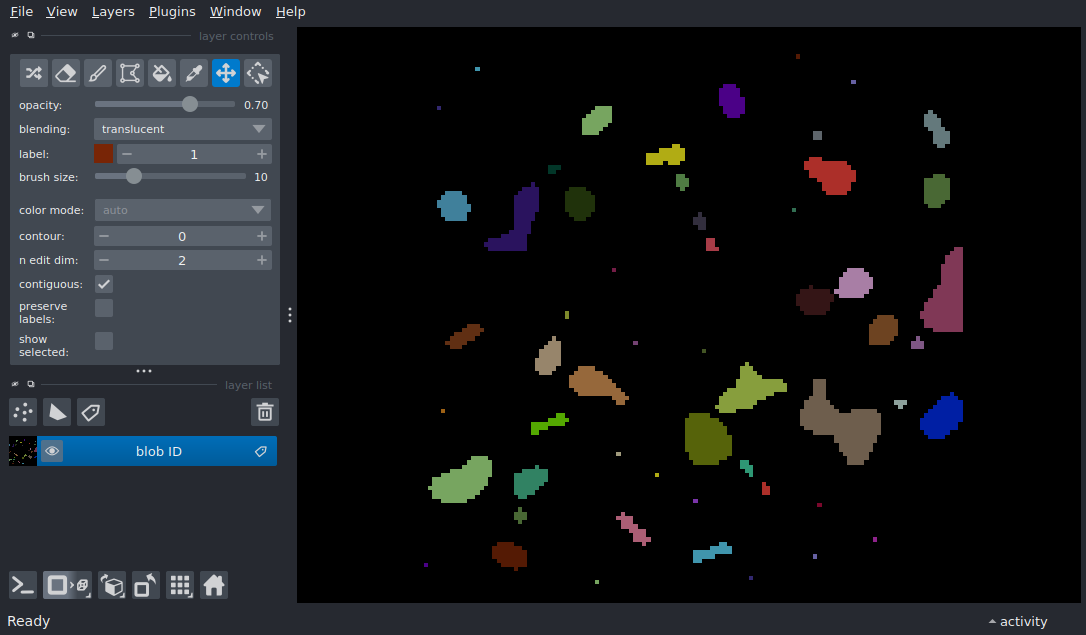 File View Layers Plugins Window Help
layer controls
opacity: 0.70
blending: translucent
label: 1
brush size: 10
color mode: auto
contour: 0
n edit dim: 2
contiguous:
preserve
labels:
show
selected:
layer list
blob ID
Ready
activity